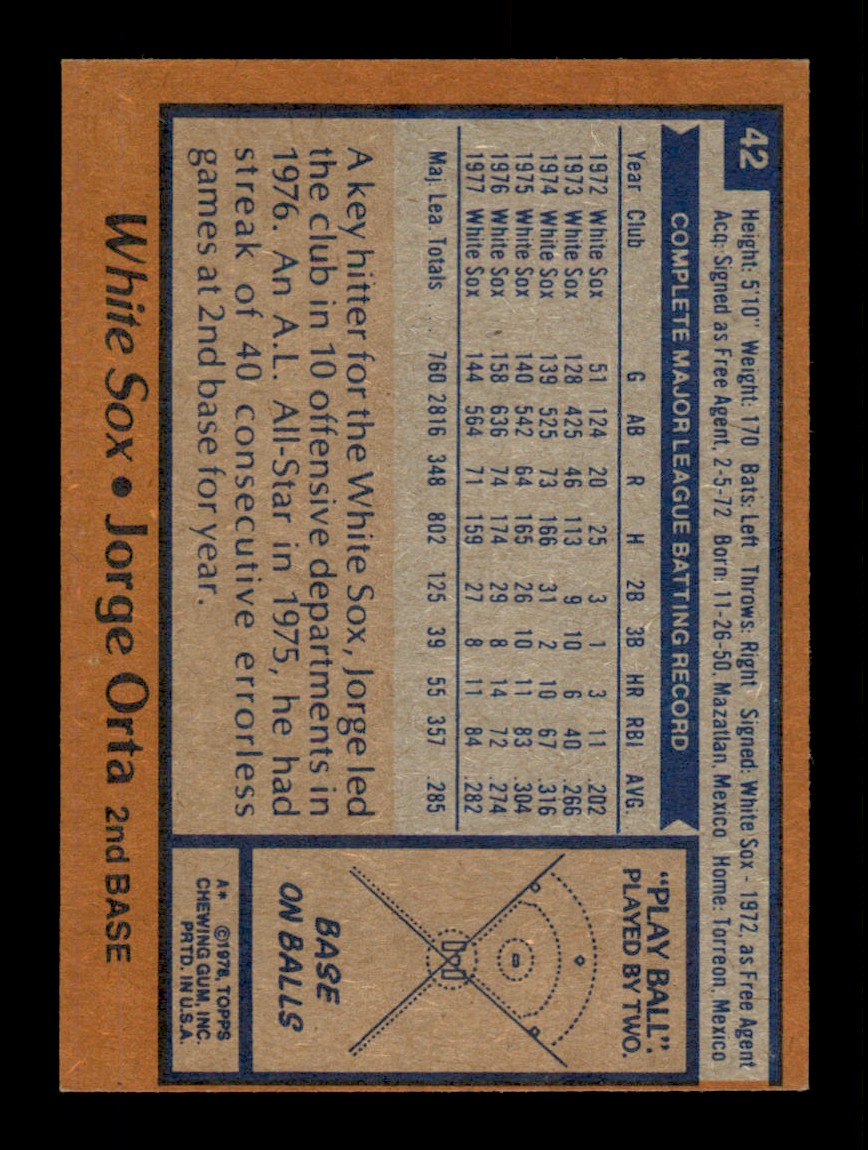 42
Height: 5'10" Weight: 170 Bats: Left Throws: Right Signed: White Sox - 1972, as Free Agent
Acq: Signed as Free Agent, 2-5-72 Born: 11-26-50, Mazatlan, Mexico Home: Torreon, Mexico
COMPLETE MAJOR LEAGUE BATTING RECORD
Year Club G AB R H 2B 3B HR RBI AVG.
1972 White Sox 51 124 20 25 3 1 3 11 .202
1973 White Sox 128 425 46 113 9 10 6 40 .266
1974 White Sox 139 525 73 166 31 2 10 67 .316
1975 White Sox 140 542 64 165 26 10 11 83 .304
1976 White Sox 158 636 74 174 29 8 14 72 .274
1977 White Sox 144 564 71 159 27 8 11 84 .282
Maj. Lea. Totals . . . 760 2816 348 802 125 39 55 357 .285
A key hitter for the White Sox, Jorge led
the club in 10 offensive departments in
1976. An A.L. All-Star in 1975, he had
streak of 40 consecutive errorless
games at 2nd base for year.
"PLAY BALL".
PLAYED BY TWO.
BASE
ON BALLS
A* ©1978, TOPPS
CHEWING GUM, INC.
PRTD. IN U.S.A.
White Sox • Jorge Orta 2nd BASE